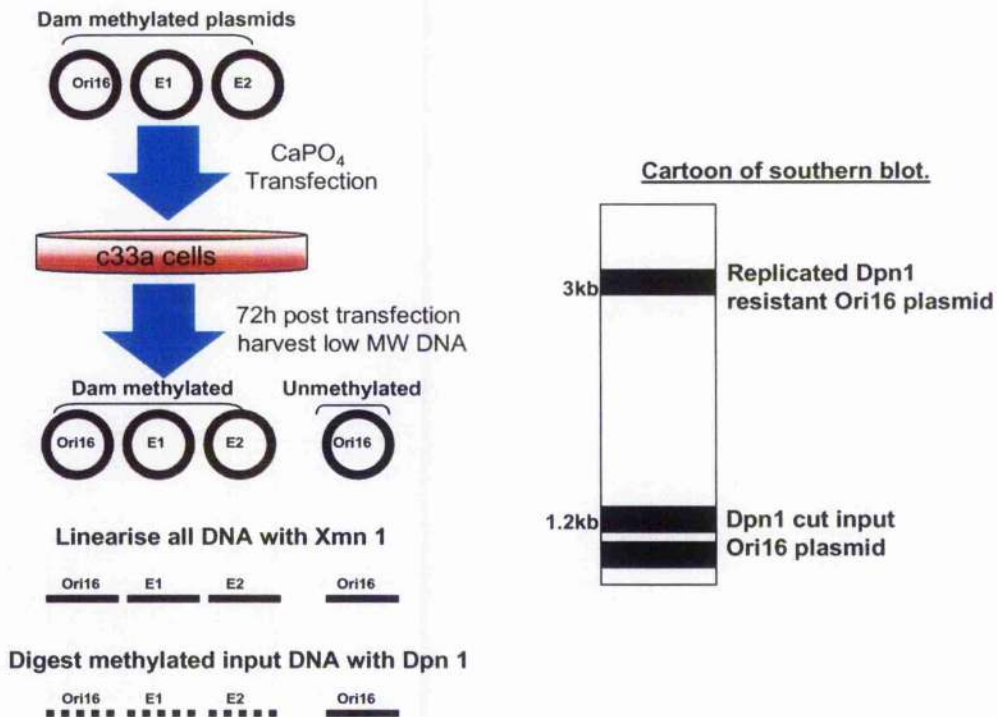 Dam methylated plasmids
Ori16 E1 E2
CaPO4
Transfection
c33a cells
72h post transfection
harvest low MW DNA
Dam methylated Unmethylated
Ori16 E1 E2 Ori16
Linearise all DNA with Xmn 1
Ori16 E1 E2 Ori16
Digest methylated input DNA with Dpn 1
Ori16 E1 E2 Ori16
Cartoon of southern blot.
3kb
Replicated Dpn1
resistant Ori16 plasmid
1.2kb
Dpn1 cut input
Ori16 plasmid